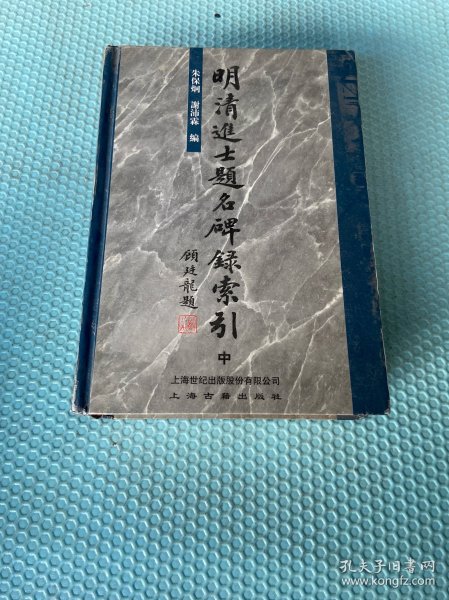 朱保炯 謝沛霖 編
明清進士題名碑録索引
顧廷龍題
中
上海世纪出版股份有限公司
上海古籍出版社
孔夫子旧书网
www.kongfz.com